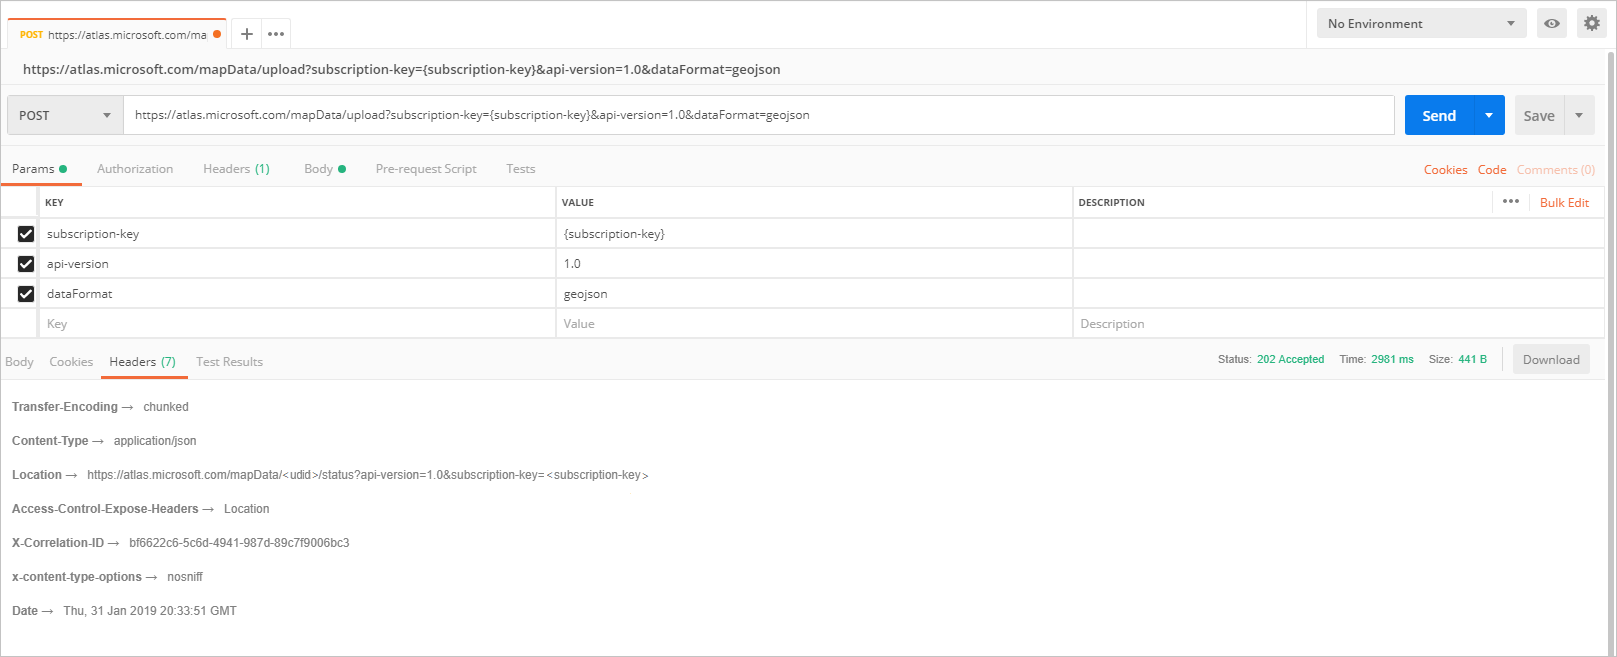 POST https://atlas.microsoft.com/ma
No Environment
https://atlas.microsoft.com/mapData/upload?subscription-key={subscription-key}&api-version=1.0&dataFormat=geojson
POST https://atlas.microsoft.com/mapData/upload?subscription-key={subscription-key}&api-version=1.0&dataFormat=geojson Send Save
Params Authorization Headers (1) Body Pre-request Script Tests Cookies Code Comments (0)
KEY VALUE DESCRIPTION Bulk Edit
subscription-key {subscription-key}
api-version 1.0
dataFormat geojson
Key Value Description
Body Cookies Headers (7) Test Results Status: 202 Accepted Time: 2981 ms Size: 441 B Download
Transfer-Encoding → chunked
Content-Type → application/json
Location → https://atlas.microsoft.com/mapData/<udid>/status?api-version=1.0&subscription-key=<subscription-key>
Access-Control-Expose-Headers → Location
X-Correlation-ID → bf6622c6-5c6d-4941-987d-89c7f9006bc3
x-content-type-options → nosniff
Date → Thu, 31 Jan 2019 20:33:51 GMT